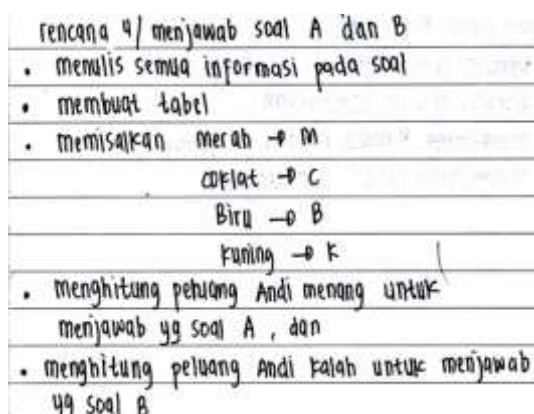 rencana u/ menjawab soal A dan B
• menulis semua informasi pada soal
• membuat tabel
• memisalkan merah → M
coklat → C
Biru → B
kuning → K
• menghitung peluang Andi menang untuk
menjawab yg soal A, dan
• menghitung peluang Andi kalah untuk menjawab
yg soal B